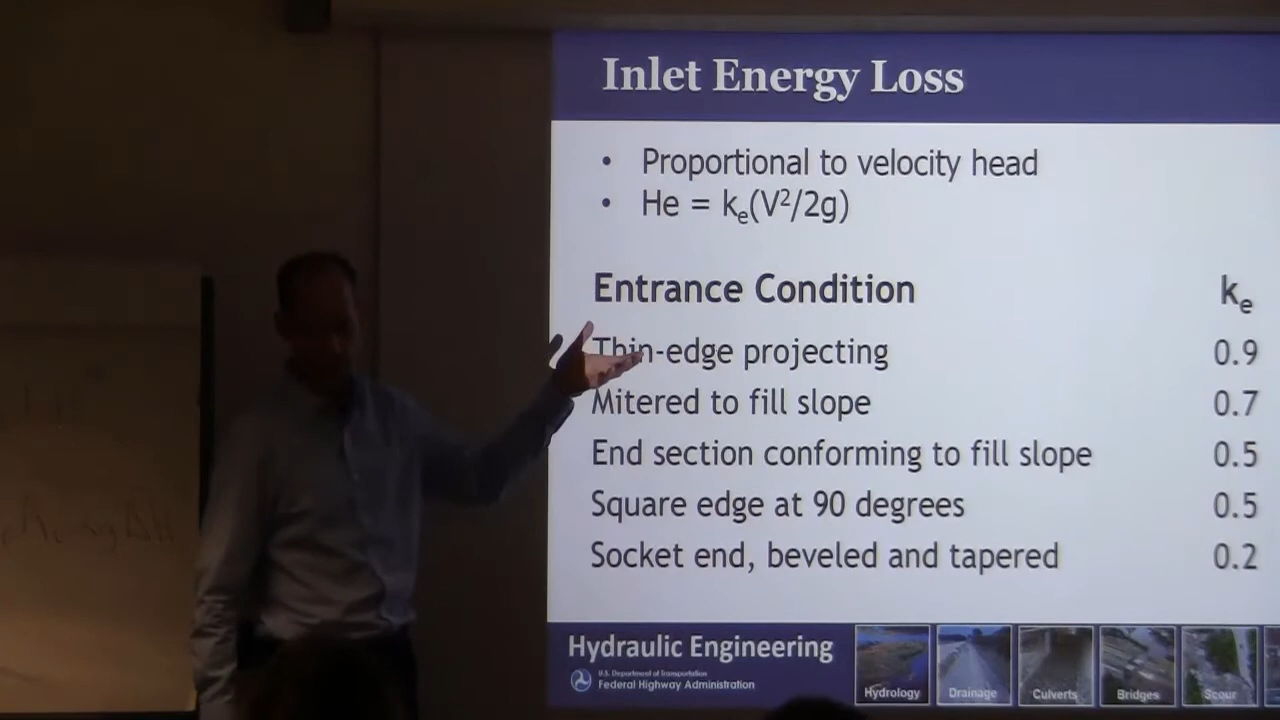 Inlet Energy Loss
• Proportional to velocity head
• He = kₑ(V²/2g)
Entrance Condition kₑ
Thin-edge projecting 0.9
Mitered to fill slope 0.7
End section conforming to fill slope 0.5
Square edge at 90 degrees 0.5
Socket end, beveled and tapered 0.2
Hydraulic Engineering
U.S. Department of Transportation
Federal Highway Administration
Hydrology Drainage Culverts Bridges Scour